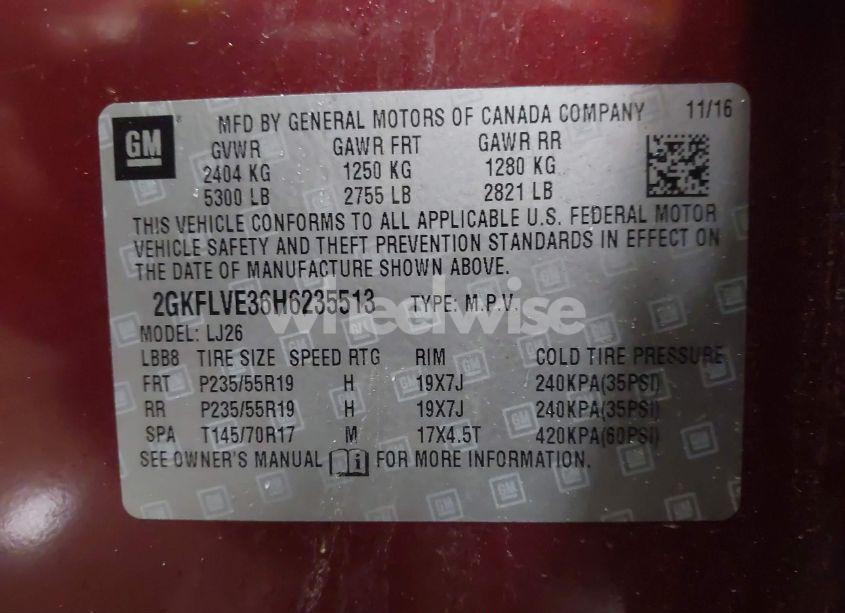 GM
MFD BY GENERAL MOTORS OF CANADA COMPANY 11/16
GVWR GAWR FRT GAWR RR
2404 KG 1250 KG 1280 KG
5300 LB 2755 LB 2821 LB
THIS VEHICLE CONFORMS TO ALL APPLICABLE U.S. FEDERAL MOTOR
VEHICLE SAFETY AND THEFT PREVENTION STANDARDS IN EFFECT ON
THE DATE OF MANUFACTURE SHOWN ABOVE.
2GKFLVE36H6235513 TYPE: M.P.V.
wheelwise
MODEL: LJ26
LBB8 TIRE SIZE SPEED RTG RIM COLD TIRE PRESSURE
FRT P235/55R19 H 19X7J 240KPA(35PSI)
RR P235/55R19 H 19X7J 240KPA(35PSI)
SPA T145/70R17 M 17X4.5T 420KPA(60PSI)
SEE OWNER'S MANUAL i FOR MORE INFORMATION.